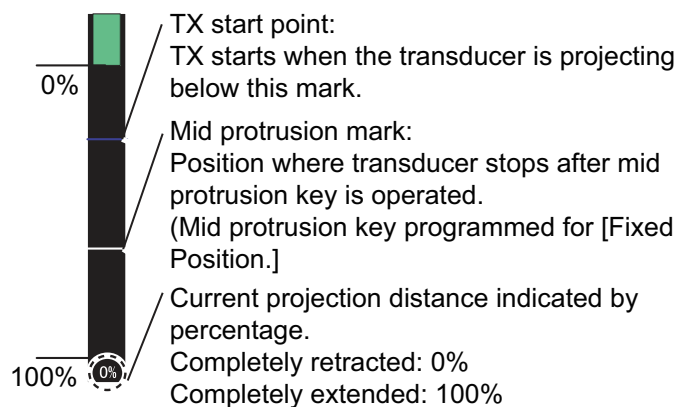 TX start point:
TX starts when the transducer is projecting
below this mark.
0%
Mid protrusion mark:
Position where transducer stops after mid
protrusion key is operated.
(Mid protrusion key programmed for [Fixed
Position.]
Current projection distance indicated by
percentage.
Completely retracted: 0%
Completely extended: 100%
100%
0%